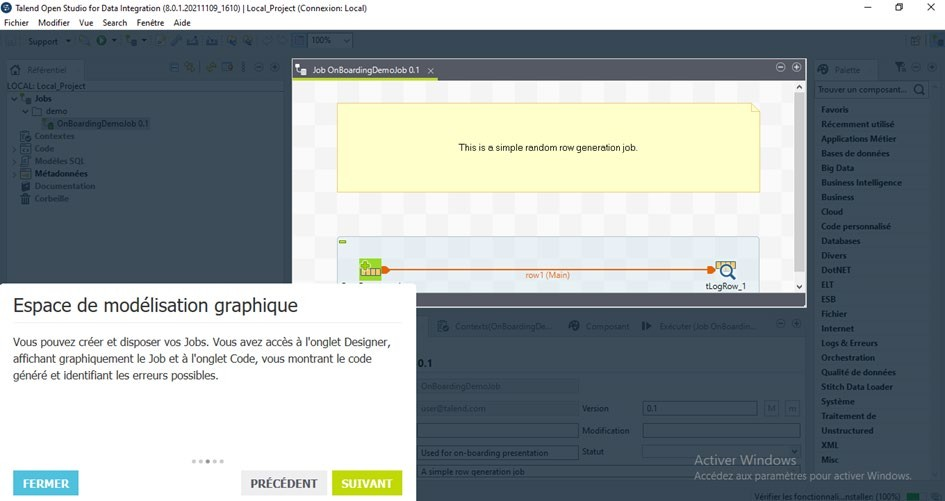 Talend Open Studio for Data Integration (8.0.1.20211109_1610) | Local_Project (Connexion: Local)
Fichier Modifier Vue Search Fenêtre Aide
Support 100%
Référentiel
LOCAL: Local_Project
Jobs
demo
OnBoardingDemoJob 0.1
Contextes
Code
Modèles SQL
Métadonnées
Documentation
Corbeille
Job OnBoardingDemoJob 0.1
This is a simple random row generation job.
row1 (Main)
tLogRow_1
Palette
Trouver un composant...
Favoris
Récemment utilisé
Applications Métier
Bases de données
Big Data
Business Intelligence
Business
Cloud
Code personnalisé
Databases
Divers
DotNET
ELT
ESB
Fichier
Internet
Logs & Erreurs
Orchestration
Qualité de données
Stitch Data Loader
Système
Traitement de
Unstructured
XML
Misc
Espace de modélisation graphique
Vous pouvez créer et disposer vos Jobs. Vous avez accès à l'onglet Designer,
affichant graphiquement le Job et à l'onglet Code, vous montrant le code
généré et identifiant les erreurs possibles.
FERMER PRÉCÉDENT SUIVANT
Contexts(OnBoardingDe... Composant Exécuter (Job OnBoardin...
0.1
OnBoardingDemoJob
user@talend.com Version 0.1 M m
Modification
Used for on-boarding presentation Statut
A simple row generation job
Activer Windows
Accédez aux paramètres pour activer Windows.
Vérifier les fonctionnali...nstaller: (100%)